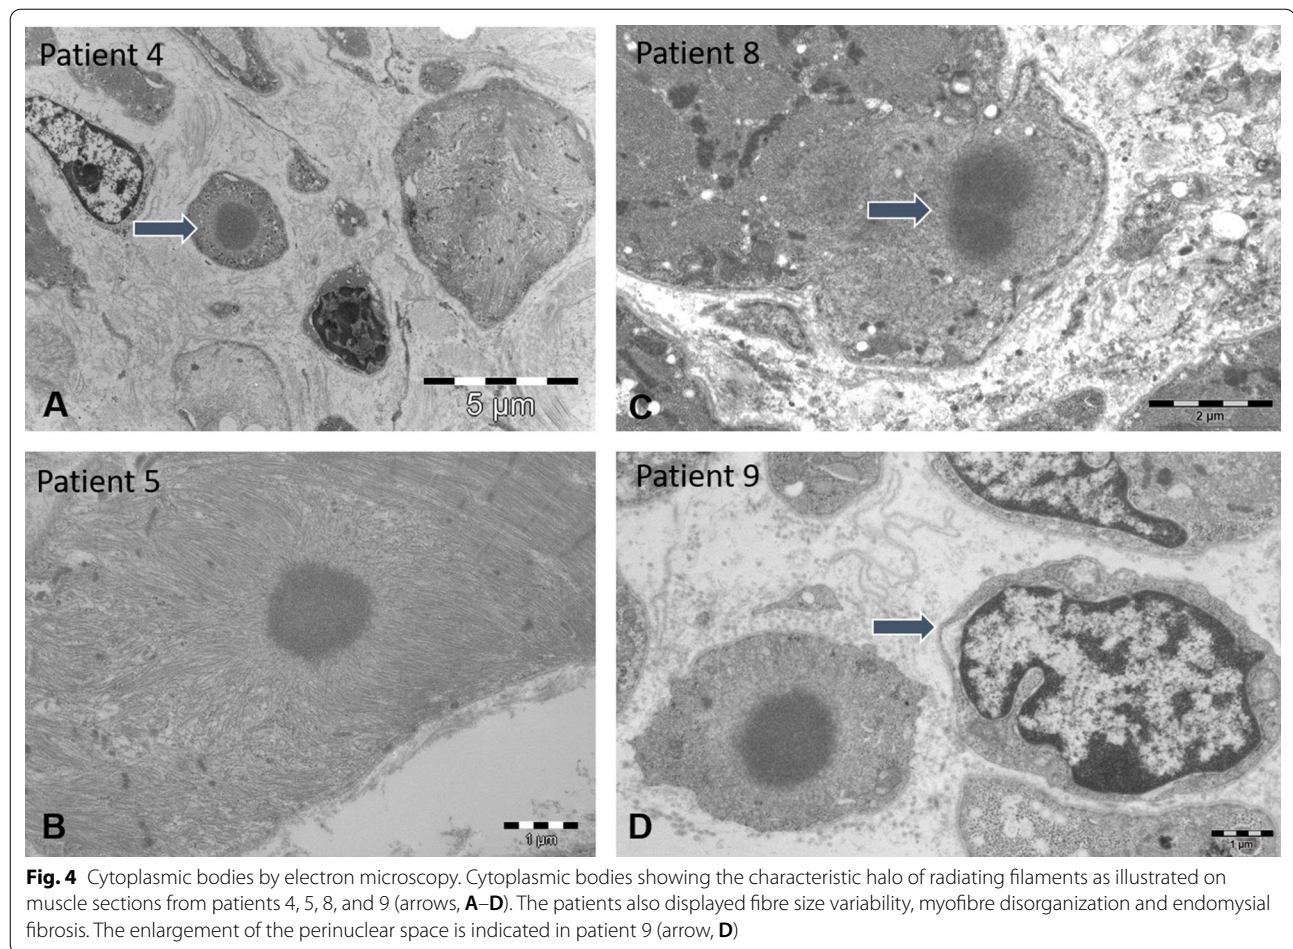 Patient 4
A
5 µm
Patient 8
C
2 µm
Patient 5
B
1 µm
Patient 9
D
1 µm
Fig. 4 Cytoplasmic bodies by electron microscopy. Cytoplasmic bodies showing the characteristic halo of radiating filaments as illustrated on
muscle sections from patients 4, 5, 8, and 9 (arrows, A–D). The patients also displayed fibre size variability, myofibre disorganization and endomysial
fibrosis. The enlargement of the perinuclear space is indicated in patient 9 (arrow, D)